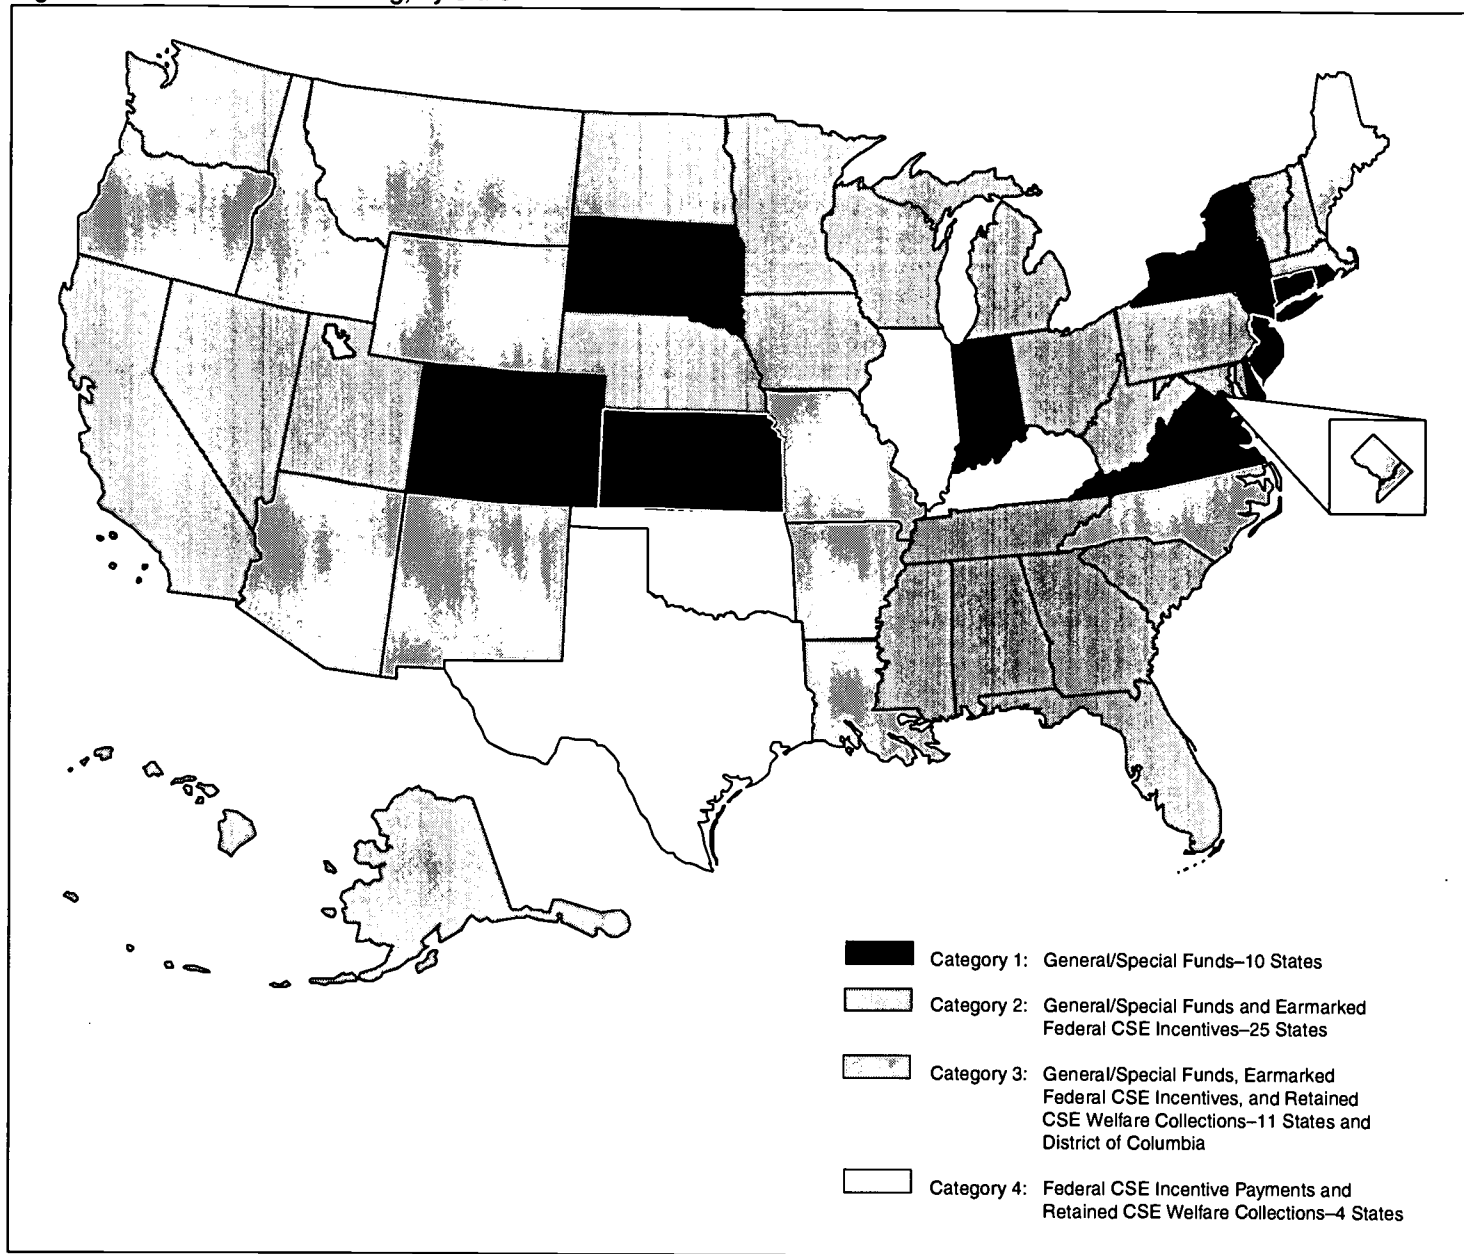 Category 1: General/Special Funds–10 States
Category 2: General/Special Funds and Earmarked
Federal CSE Incentives–25 States
Category 3: General/Special Funds, Earmarked
Federal CSE Incentives, and Retained
CSE Welfare Collections–11 States and
District of Columbia
Category 4: Federal CSE Incentive Payments and
Retained CSE Welfare Collections–4 States